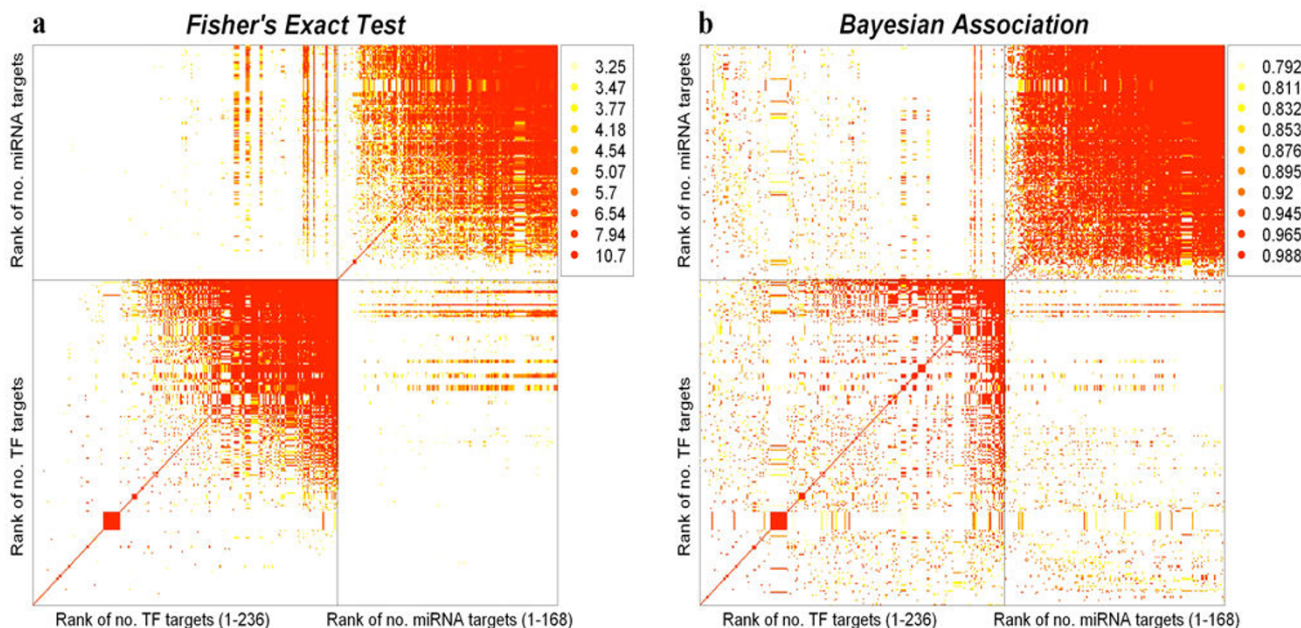 a Fisher's Exact Test
Rank of no. miRNA targets
Rank of no. TF targets
3.25
3.47
3.77
4.18
4.54
5.07
5.7
6.54
7.94
10.7
Rank of no. TF targets (1-236) Rank of no. miRNA targets (1-168)
b Bayesian Association
Rank of no. miRNA targets
Rank of no. TF targets
0.792
0.811
0.832
0.853
0.876
0.895
0.92
0.945
0.965
0.988
Rank of no. TF targets (1-236) Rank of no. miRNA targets (1-168)